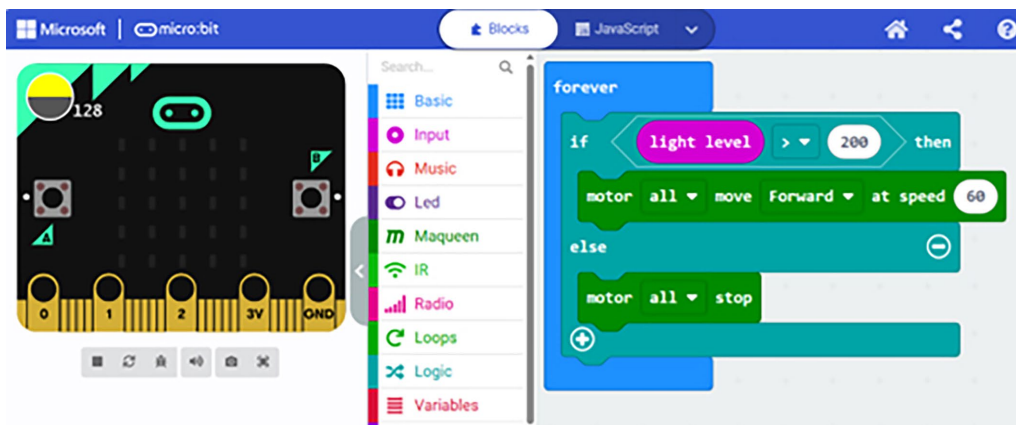 Microsoft | micro:bit
Blocks
JavaScript
?
128
B
A
0 1 2 3V GND
Search...
Basic
Input
Music
Led
Maqueen
IR
Radio
Loops
Logic
Variables
forever
if light level > 200 then
motor all move Forward at speed 60
else
motor all stop